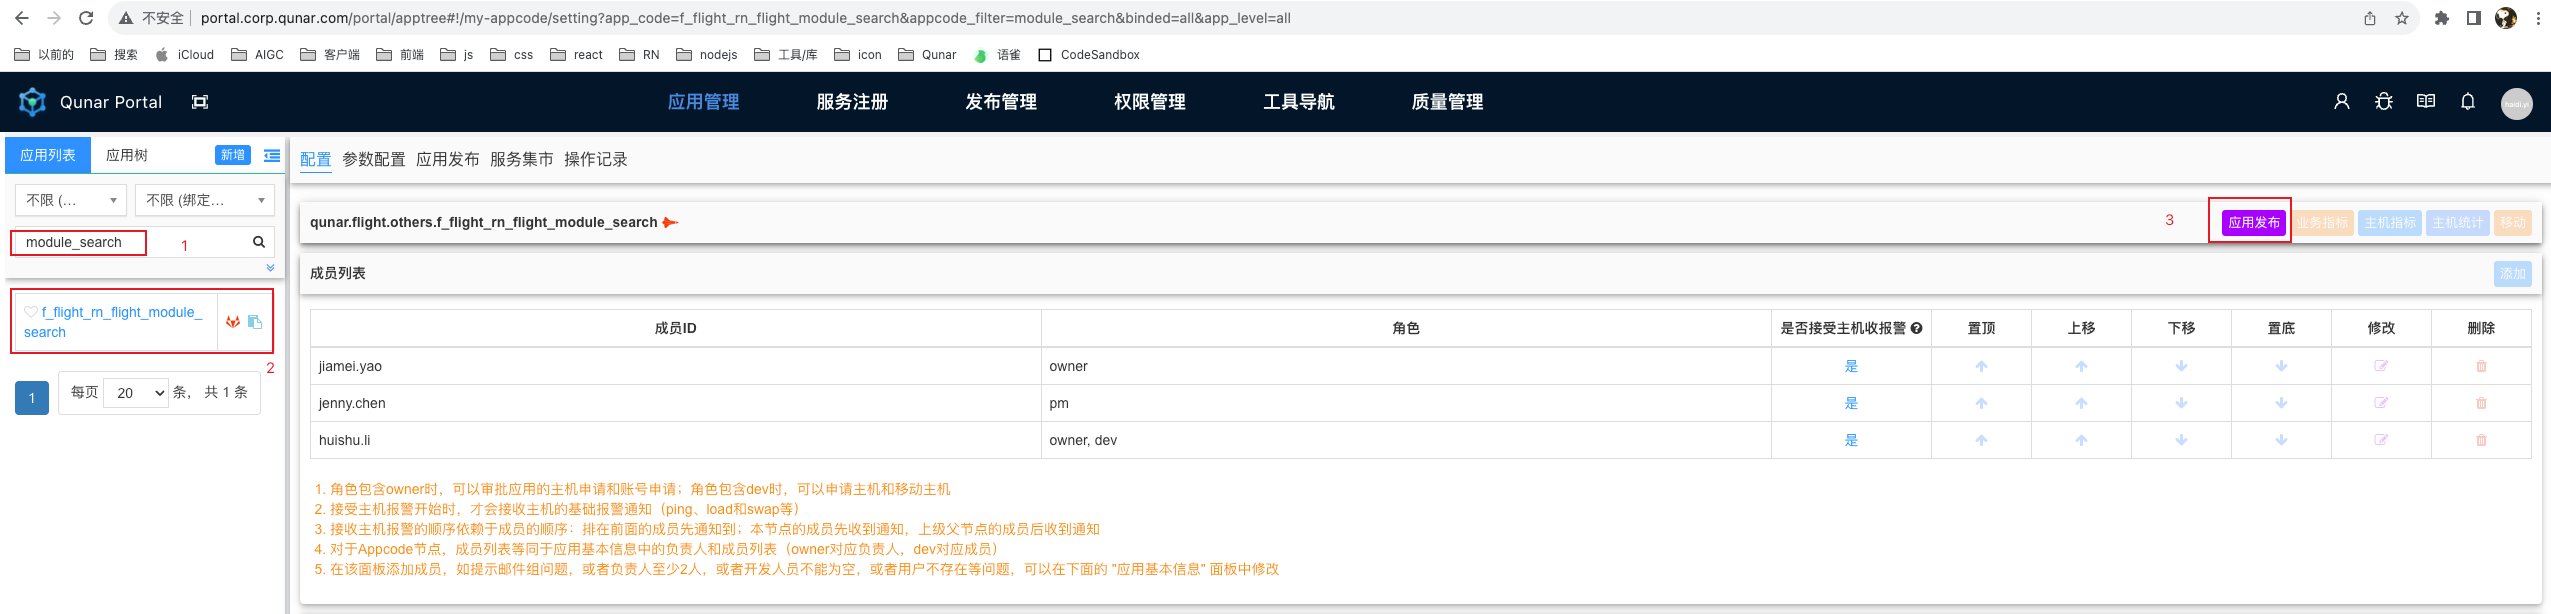 不安全 portal.corp.qunar.com/portal/apptree#!/my-appcode/setting?app_code=f_flight_rn_flight_module_search&appcode_filter=module_search&binded=all&app_level=all
以前的 搜索 iCloud AIGC 客户端 前端 js css react RN nodejs 工具/库 icon Qunar 语雀 CodeSandbox
Qunar Portal 应用管理 服务注册 发布管理 权限管理 工具导航 质量管理 haidi.yi
应用列表 应用树 新增
不限 (... 不限 (绑定...
module_search 1
f_flight_rn_flight_module_
search
2
1 每页 20 条， 共 1 条
配置 参数配置 应用发布 服务集市 操作记录
qunar.flight.others.f_flight_rn_flight_module_search 3 应用发布 业务指标 主机指标 主机统计 移动
成员列表 添加
成员ID 角色 是否接受主机收报警 置顶 上移 下移 置底 修改 删除
jiamei.yao owner 是
jenny.chen pm 是
huishu.li owner, dev 是
1. 角色包含owner时，可以审批应用的主机申请和账号申请；角色包含dev时，可以申请主机和移动主机
2. 接受主机报警开始时，才会接收主机的基础报警通知（ping、load和swap等）
3. 接收主机报警的顺序依赖于成员的顺序：排在前面的成员先通知到；本节点的成员先收到通知，上级父节点的成员后收到通知
4. 对于Appcode节点，成员列表等同于应用基本信息中的负责人和成员列表（owner对应负责人，dev对应成员）
5. 在该面板添加成员，如提示邮件组问题，或者负责人至少2人，或者开发人员不能为空，或者用户不存在等问题，可以在下面的 "应用基本信息" 面板中修改